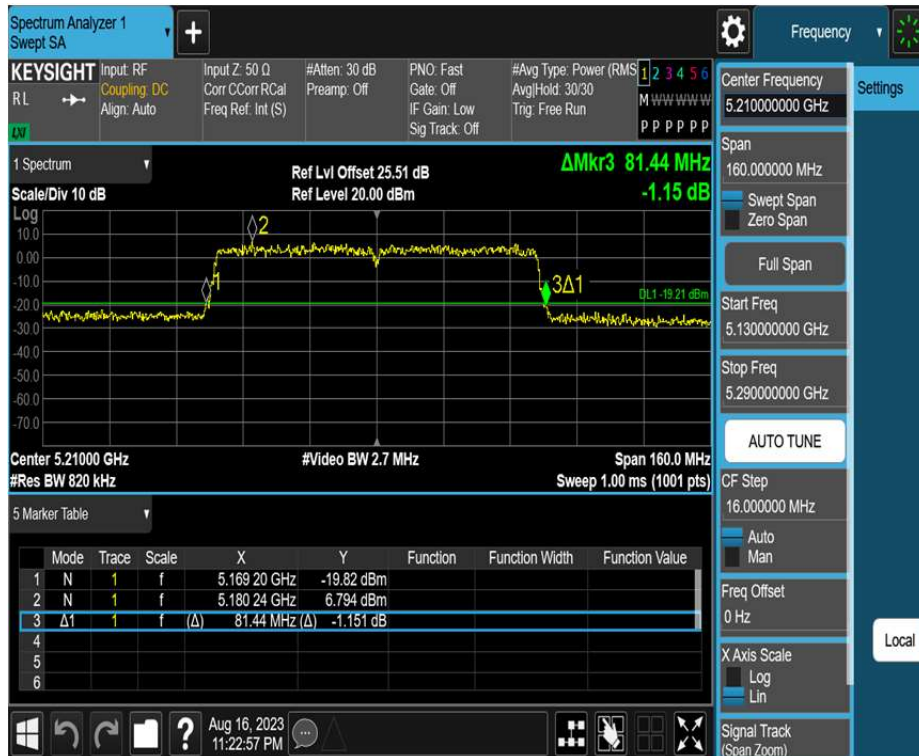 Spectrum Analyzer 1
Swept SA
+
Frequency
KEYSIGHT
RL
LXI
Input: RF
Coupling: DC
Align: Auto
Input Z: 50 Ω
Corr CCorr RCal
Freq Ref: Int (S)
#Atten: 30 dB
Preamp: Off
PNO: Fast
Gate: Off
IF Gain: Low
Sig Track: Off
#Avg Type: Power (RMS
Avg|Hold: 30/30
Trig: Free Run
1 2 3 4 5 6
M W W W W W
P P P P P P
1 Spectrum
Scale/Div 10 dB
Ref Lvl Offset 25.51 dB
Ref Level 20.00 dBm
ΔMkr3 81.44 MHz
-1.15 dB
Log
10.0
0.00
-10.0
-20.0
-30.0
-40.0
-50.0
-60.0
-70.0
2
1
3Δ1
DL1 -19.21 dBm
Center 5.21000 GHz
#Video BW 2.7 MHz
Span 160.0 MHz
#Res BW 820 kHz
Sweep 1.00 ms (1001 pts)
5 Marker Table
Mode Trace Scale X Y Function Function Width Function Value
1 N 1 f 5.169 20 GHz -19.82 dBm
2 N 1 f 5.180 24 GHz 6.794 dBm
3 Δ1 1 f (Δ) 81.44 MHz (Δ) -1.151 dB
4
5
6
?
Aug 16, 2023
11:22:57 PM
Center Frequency
5.210000000 GHz
Span
160.000000 MHz
Swept Span
Zero Span
Full Span
Start Freq
5.130000000 GHz
Stop Freq
5.290000000 GHz
AUTO TUNE
CF Step
16.000000 MHz
Auto
Man
Freq Offset
0 Hz
X Axis Scale
Log
Lin
Signal Track
(Span Zoom)
Settings
Local